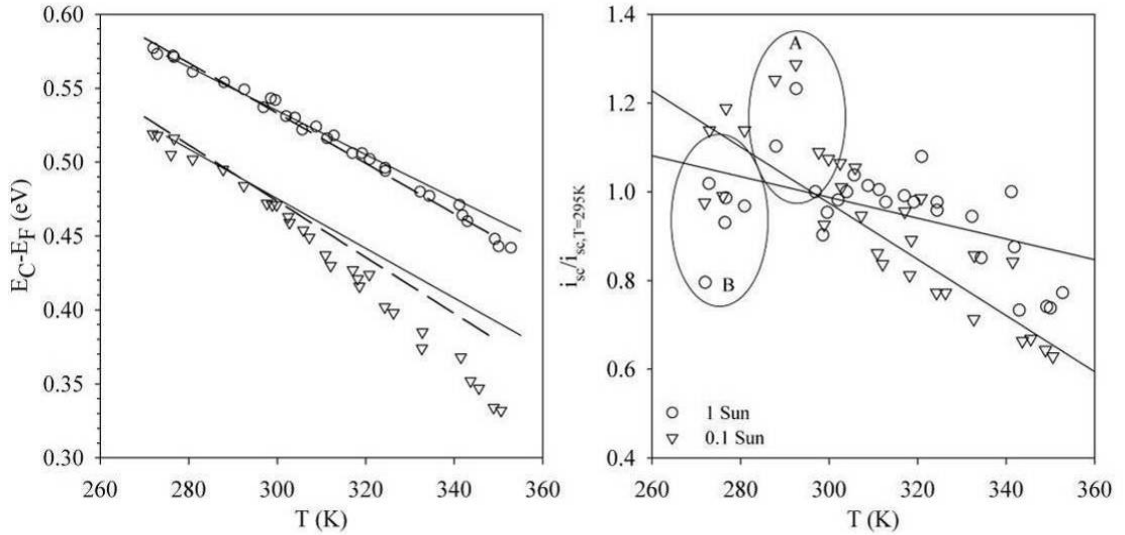 0.60
0.55
0.50
0.45
0.40
0.35
0.30
E_C-E_F (eV)
260 280 300 320 340 360
T (K)
1.4
1.2
1.0
0.8
0.6
0.4
i_sc/i_sc,T=295K
A
B
1 Sun
0.1 Sun
260 280 300 320 340 360
T (K)